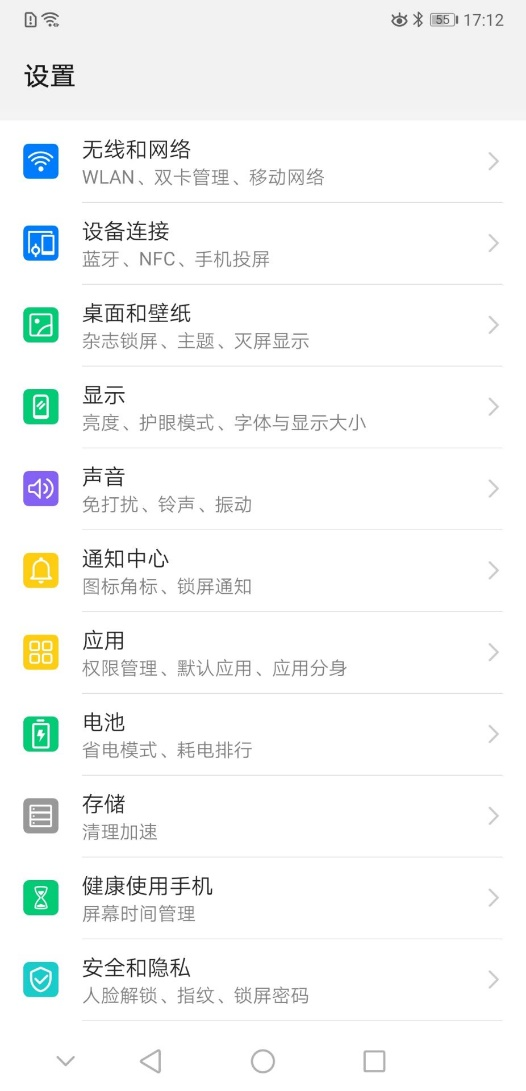 55 17:12
设置
无线和网络
WLAN、双卡管理、移动网络
设备连接
蓝牙、NFC、手机投屏
桌面和壁纸
杂志锁屏、主题、灭屏显示
显示
亮度、护眼模式、字体与显示大小
声音
免打扰、铃声、振动
通知中心
图标角标、锁屏通知
应用
权限管理、默认应用、应用分身
电池
省电模式、耗电排行
存储
清理加速
健康使用手机
屏幕时间管理
安全和隐私
人脸解锁、指纹、锁屏密码